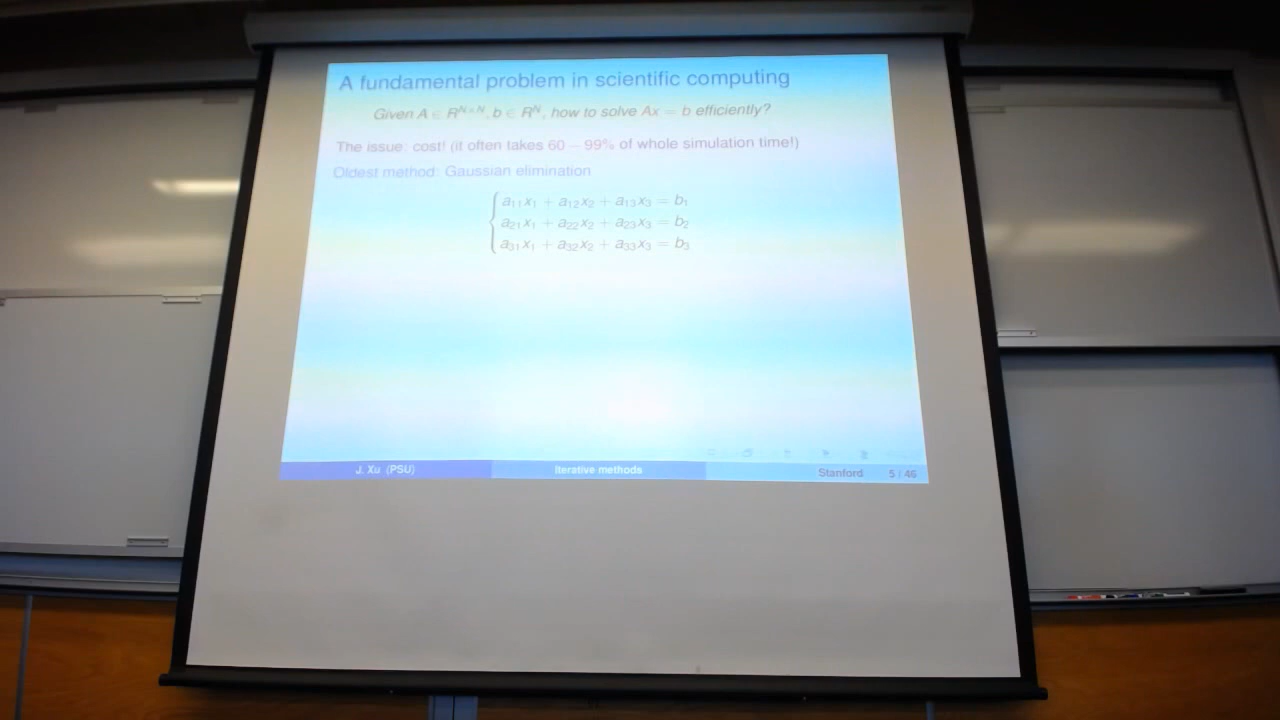 A fundamental problem in scientific computing
Given A ∈ R^{N×N}, b ∈ R^N, how to solve Ax = b efficiently?
The issue: cost! (it often takes 60 – 99% of whole simulation time!)
Oldest method: Gaussian elimination
a₁₁x₁ + a₁₂x₂ + a₁₃x₃ = b₁
a₂₁x₁ + a₂₂x₂ + a₂₃x₃ = b₂
a₃₁x₁ + a₃₂x₂ + a₃₃x₃ = b₃
J. Xu (PSU) Iterative methods Stanford 5 / 46